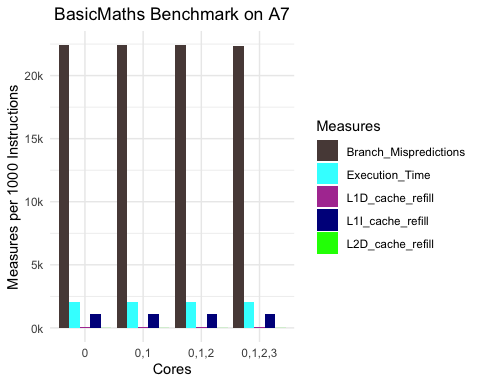 BasicMaths Benchmark on A7
Measures per 1000 Instructions
20k
15k
10k
5k
0k
0
0,1
0,1,2
0,1,2,3
Cores
Measures
Branch_Mispredictions
Execution_Time
L1D_cache_refill
L1I_cache_refill
L2D_cache_refill